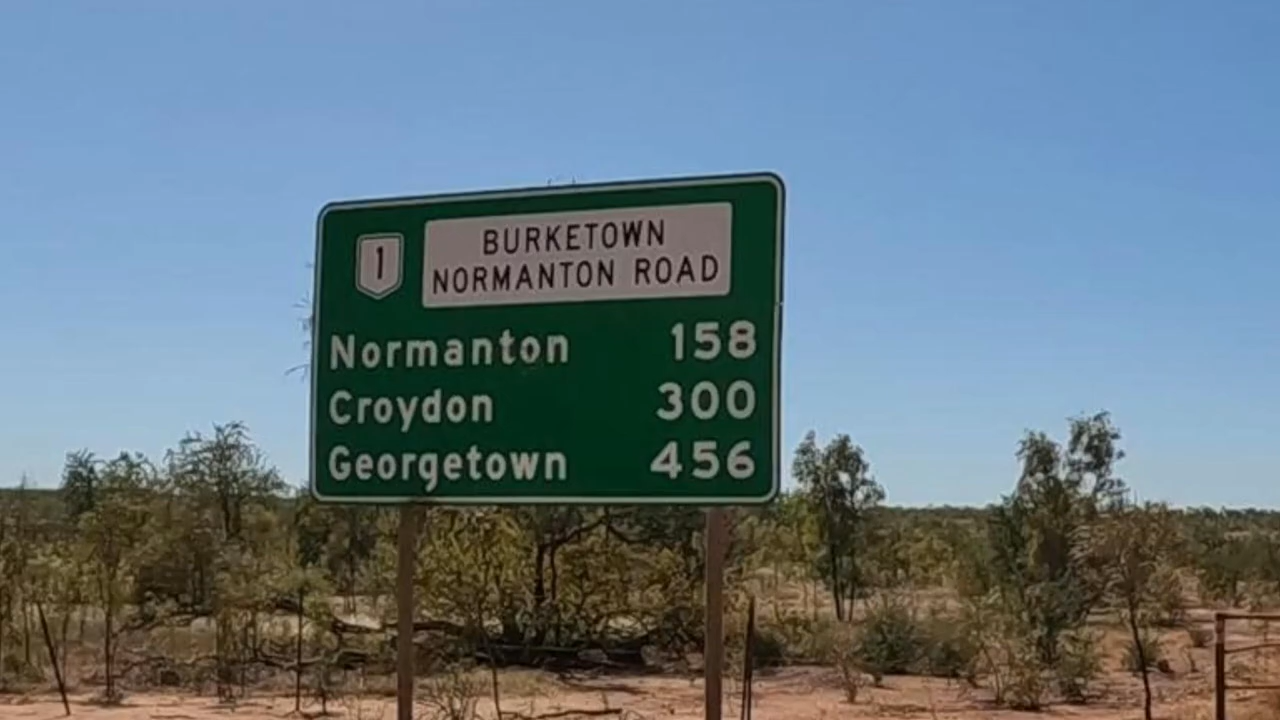 1
BURKETOWN
NORMANTON ROAD
Normanton 158
Croydon 300
Georgetown 456